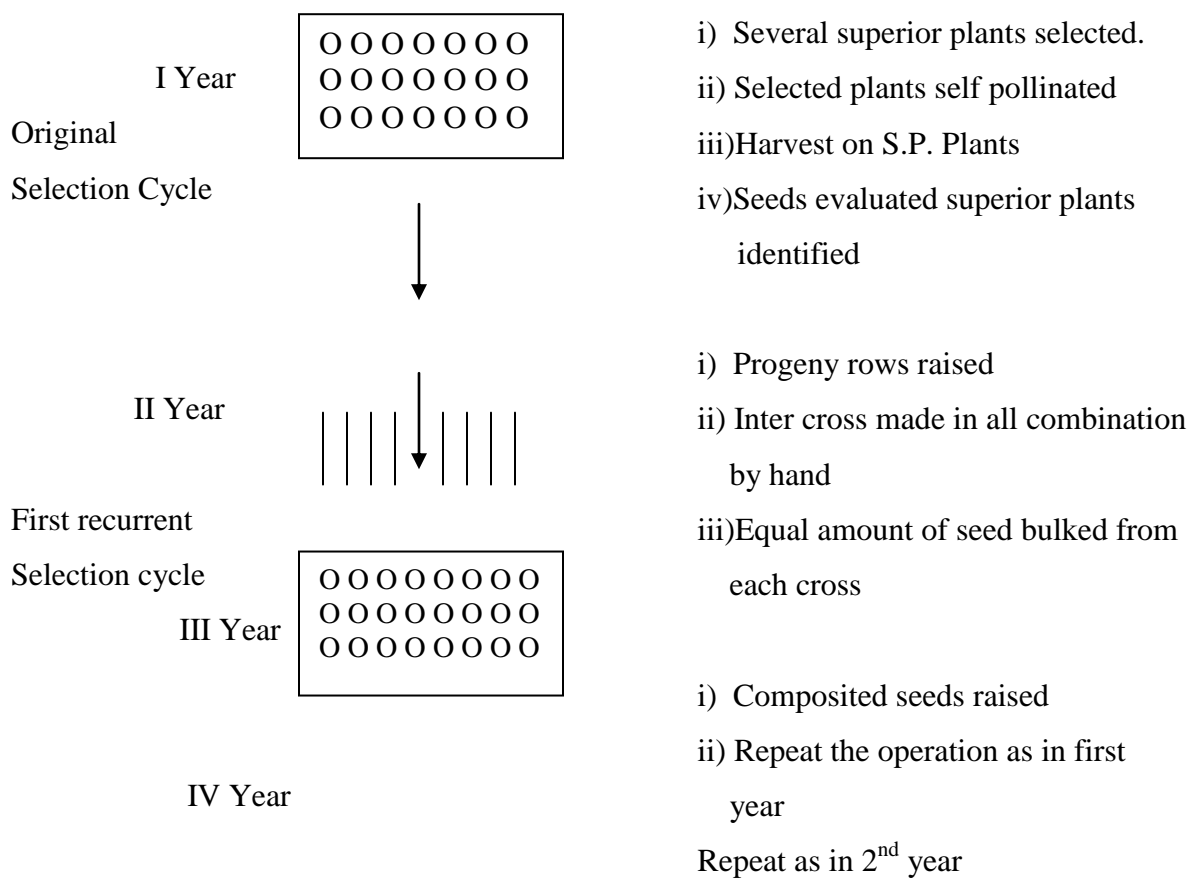 I Year
Original
Selection Cycle
O O O O O O O
O O O O O O O
O O O O O O O
i) Several superior plants selected.
ii) Selected plants self pollinated
iii)Harvest on S.P. Plants
iv)Seeds evaluated superior plants
identified
II Year
i) Progeny rows raised
ii) Inter cross made in all combination
by hand
iii)Equal amount of seed bulked from
each cross
First recurrent
Selection cycle
III Year
O O O O O O O O
O O O O O O O O
O O O O O O O O
i) Composited seeds raised
ii) Repeat the operation as in first
year
IV Year
Repeat as in 2nd year